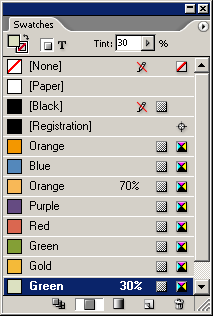 Swatches
T Tint: 30 %
[None]
[Paper]
[Black]
[Registration]
Orange
Blue
Orange 70%
Purple
Red
Green
Gold
Green 30%